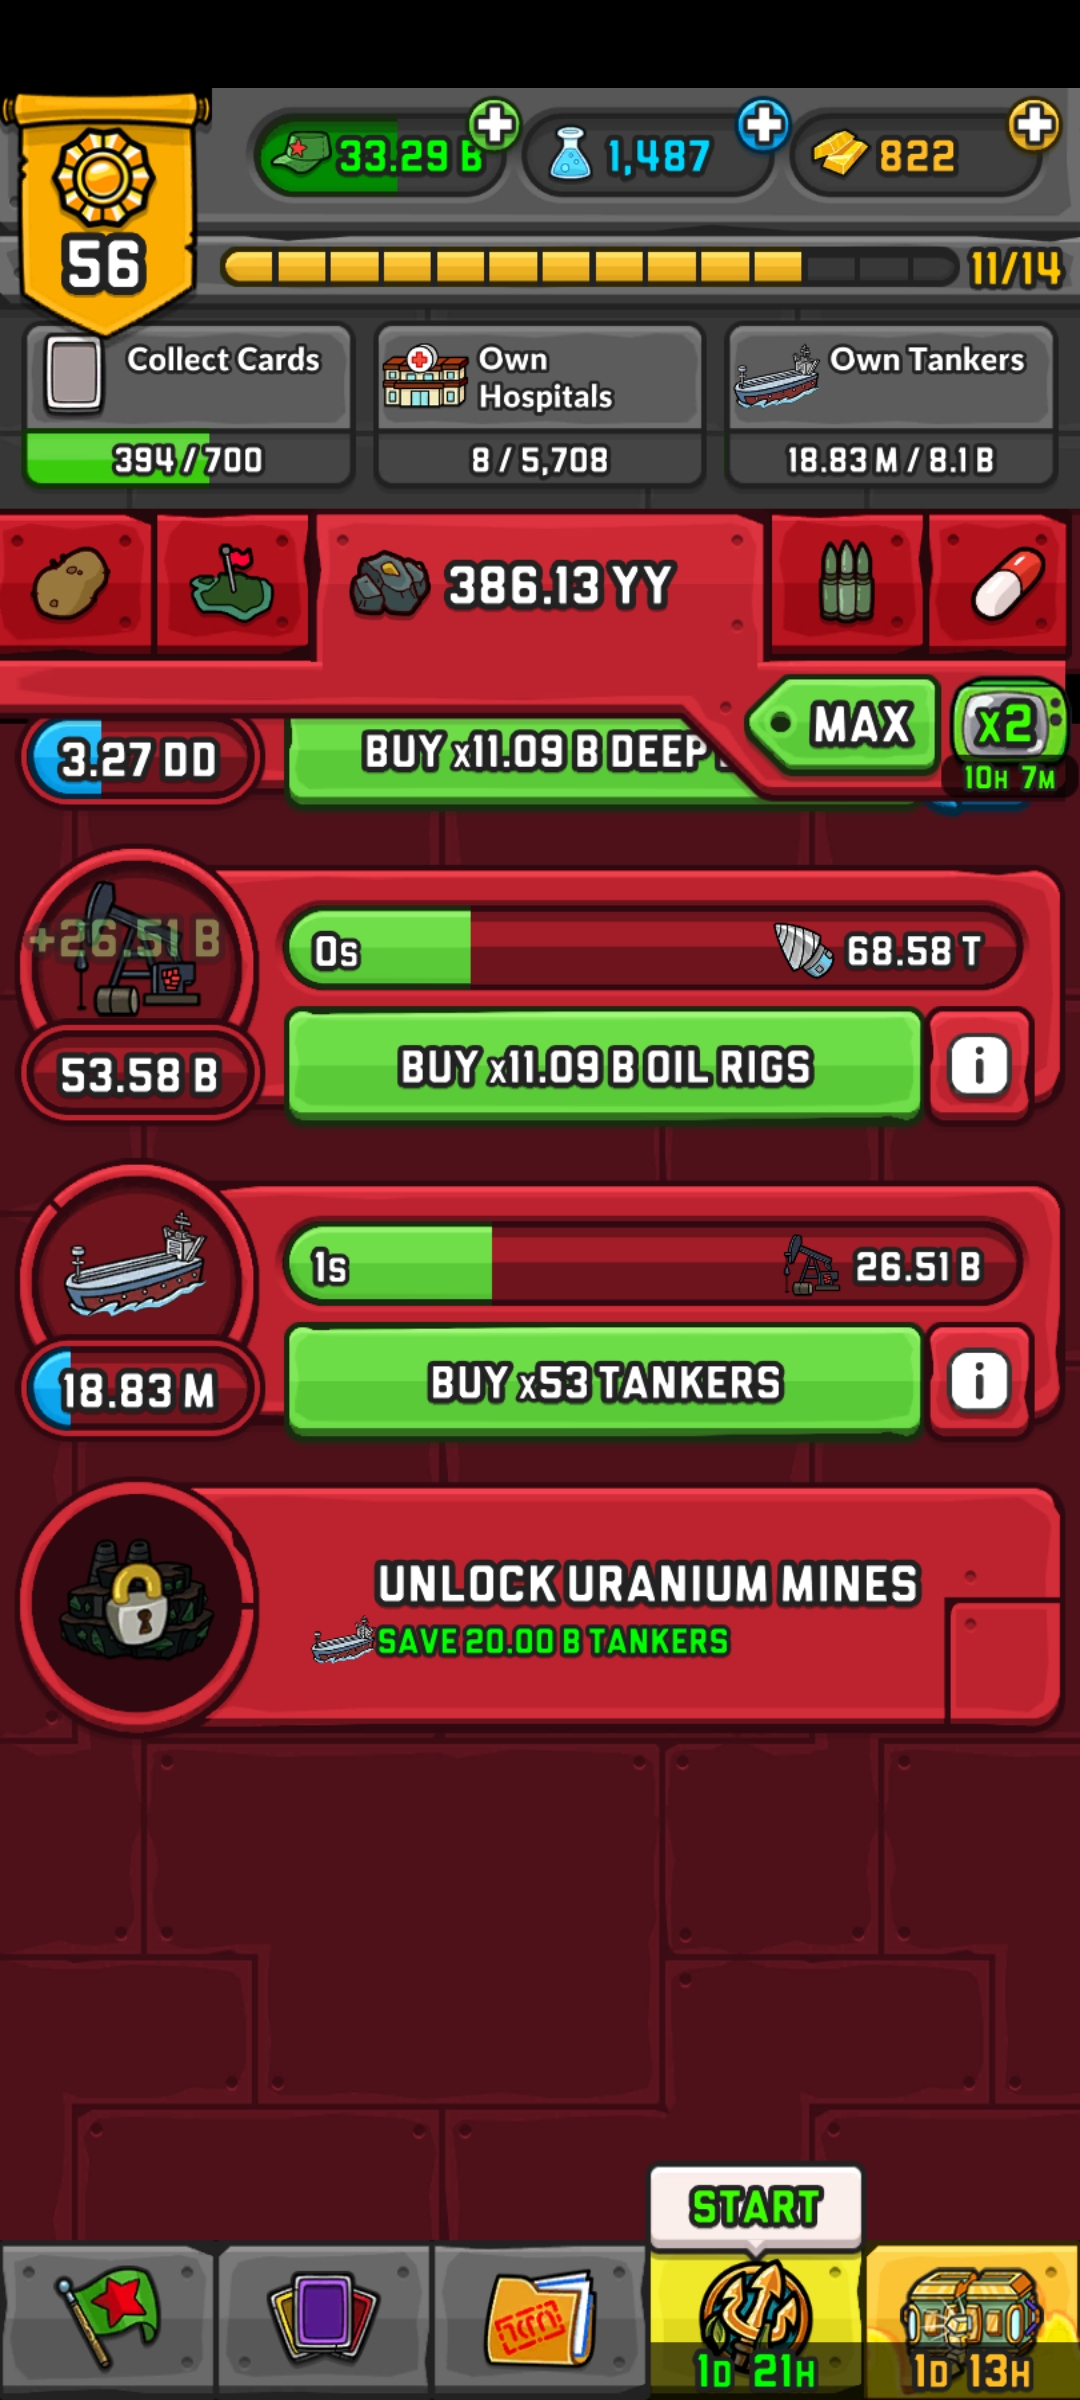 33.29 B
1,487
822
56
11/14
Collect Cards
394/700
Own
Hospitals
8/5,708
Own Tankers
18.83 M/8.1 B
386.13 YY
MAX
x2
10H 7M
3.27 DD
BUY x11.09 B DEEP
+26.51 B
53.58 B
0s
68.58 T
BUY x11.09 B OIL RIGS
i
18.83 M
1s
26.51 B
BUY x53 TANKERS
i
UNLOCK URANIUM MINES
SAVE 20.00 B TANKERS
START
1D 21H
1D 13H